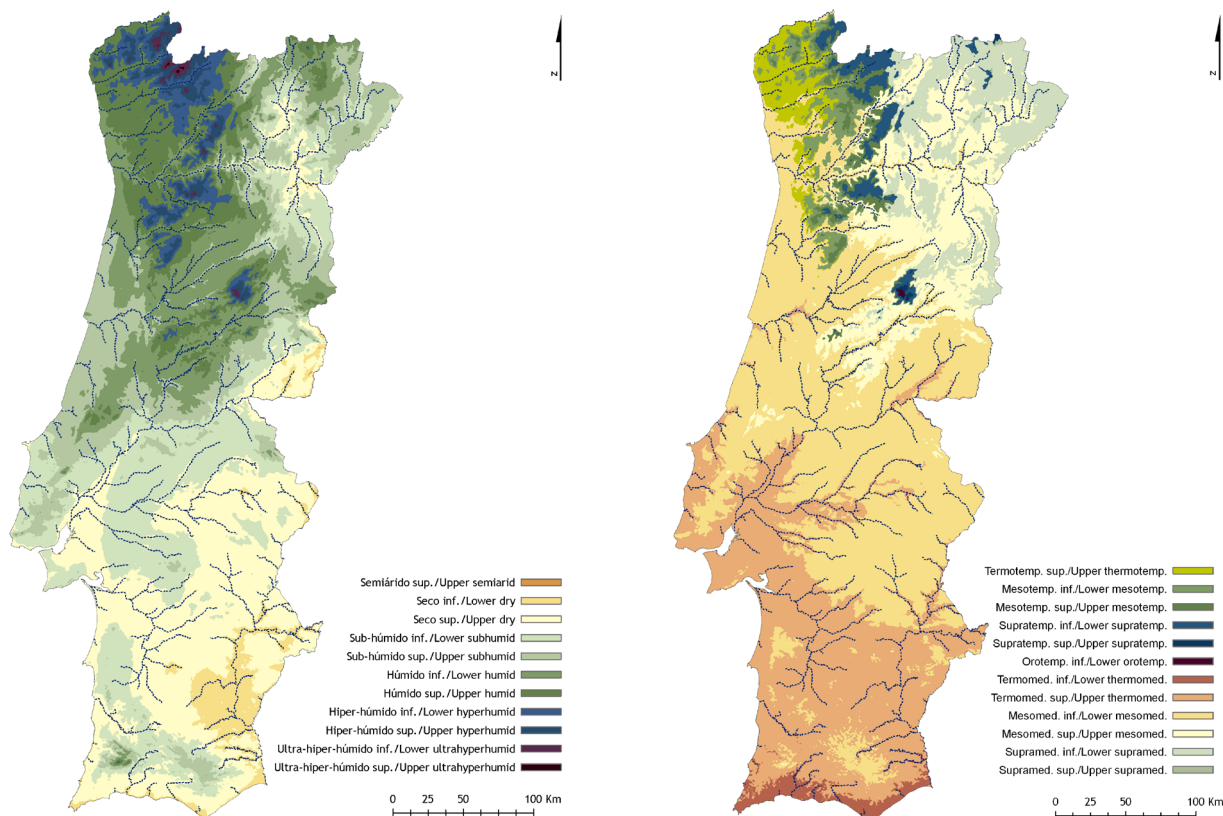 z
Semiárido sup./Upper semiarid
Seco inf./Lower dry
Seco sup./Upper dry
Sub-húmido inf./Lower subhumid
Sub-húmido sup./Upper subhumid
Húmido inf./Lower humid
Húmido sup./Upper humid
Hiper-húmido inf./Lower hyperhumid
Hiper-húmido sup./Upper hyperhumid
Ultra-hiper-húmido inf./Lower ultrahyperhumid
Ultra-hiper-húmido sup./Upper ultrahyperhumid
0 25 50 100 Km
z
Termotemp. sup./Upper thermotemp.
Mesotemp. inf./Lower mesotemp.
Mesotemp. sup./Upper mesotemp.
Supratemp. inf./Lower supratemp.
Supratemp. sup./Upper supratemp.
Orotemp. inf./Lower orotemp.
Termomed. inf./Lower thermomed.
Termomed. sup./Upper thermomed.
Mesomed. inf./Lower mesomed.
Mesomed. sup./Upper mesomed.
Supramed. inf./Lower supramed.
Supramed. sup./Upper supramed.
0 25 50 100 Km